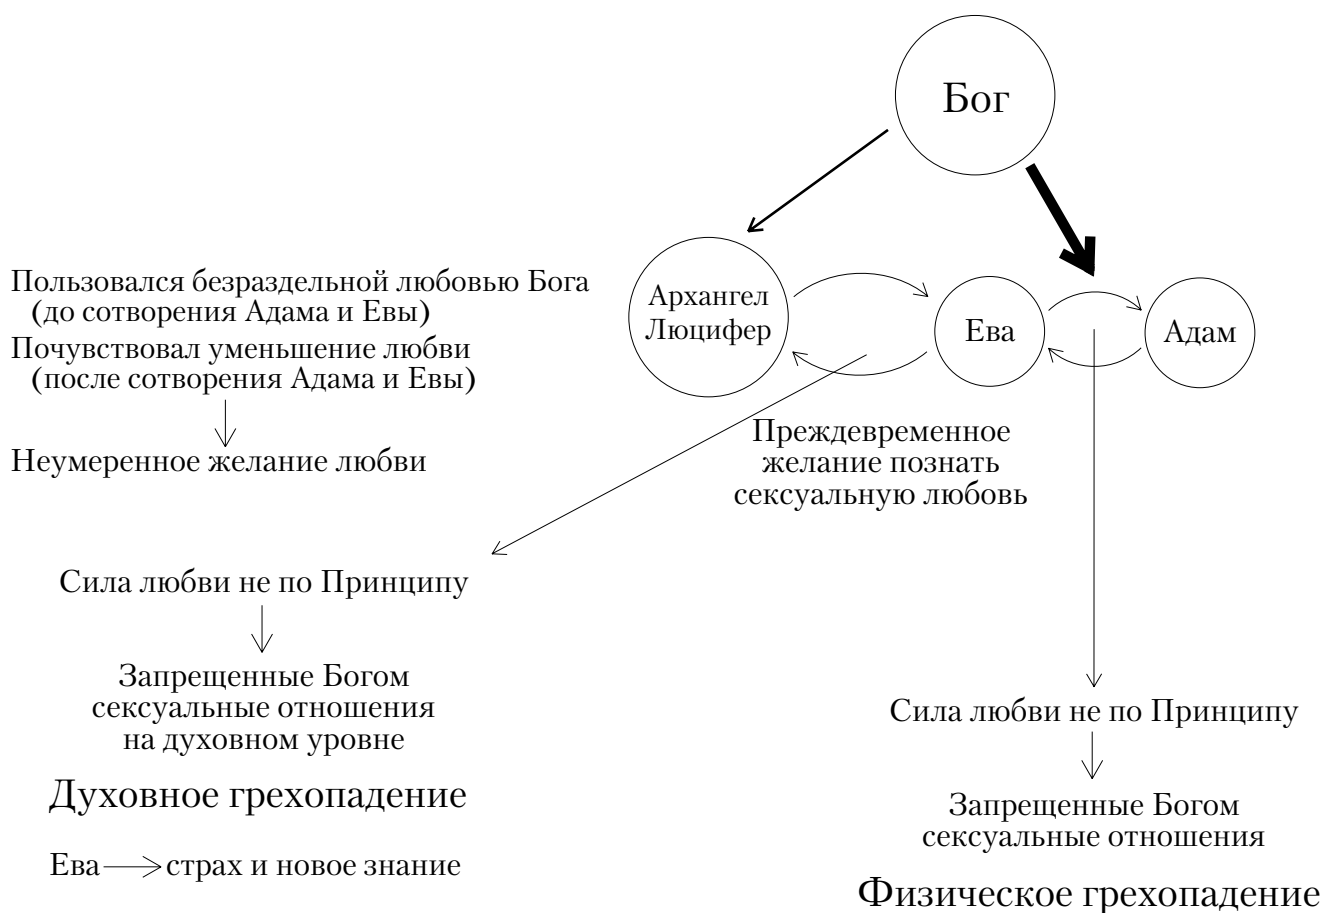 Бог
Пользовался безраздельной любовью Бога
(до сотворения Адама и Евы)
Почувствовал уменьшение любви
(после сотворения Адама и Евы)
Неумеренное желание любви
Архангел
Люцифер
Ева
Адам
Преждевременное
желание познать
сексуальную любовь
Сила любви не по Принципу
Запрещенные Богом
сексуальные отношения
на духовном уровне
Духовное грехопадение
Ева → страх и новое знание
Сила любви не по Принципу
Запрещенные Богом
сексуальные отношения
Физическое грехопадение